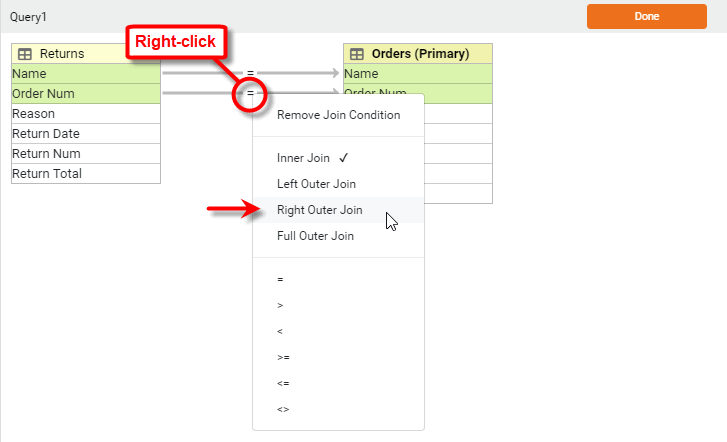 Query1
Done
Right-click
Returns
Orders (Primary)
Name
=
Name
Order Num
=
Order Num
Reason
Return Date
Return Num
Return Total
Remove Join Condition
Inner Join ✓
Left Outer Join
Right Outer Join
Full Outer Join
=
>
<
>=
<=
<>